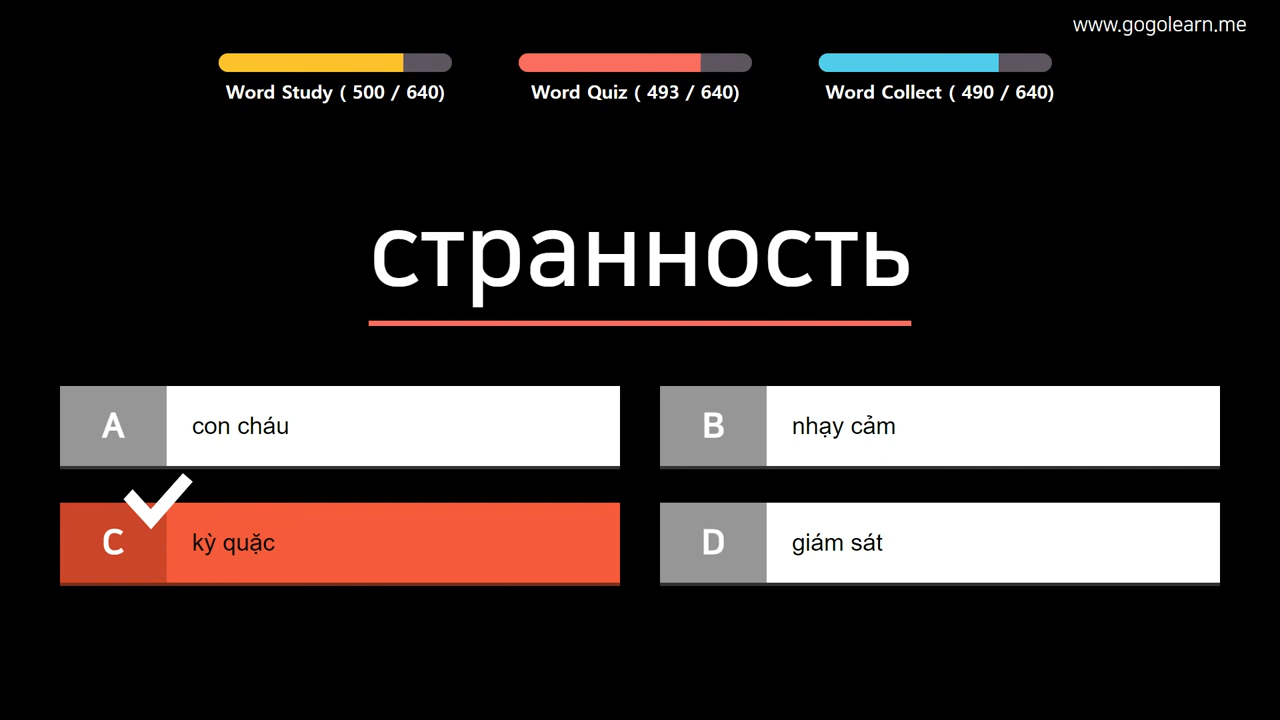 www.gogolearn.me
Word Study ( 500 / 640)
Word Quiz ( 493 / 640)
Word Collect ( 490 / 640)
странность
A con cháu
B nhạy cảm
C kỳ quặc
D giám sát